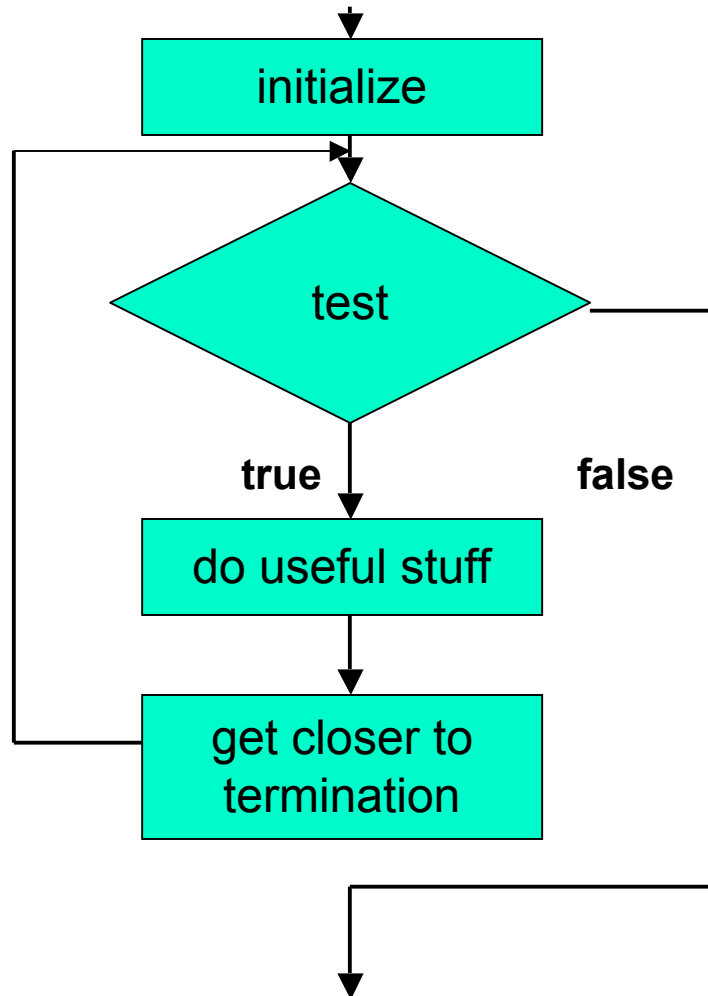 initialize
test
true
false
do useful stuff
get closer to
termination